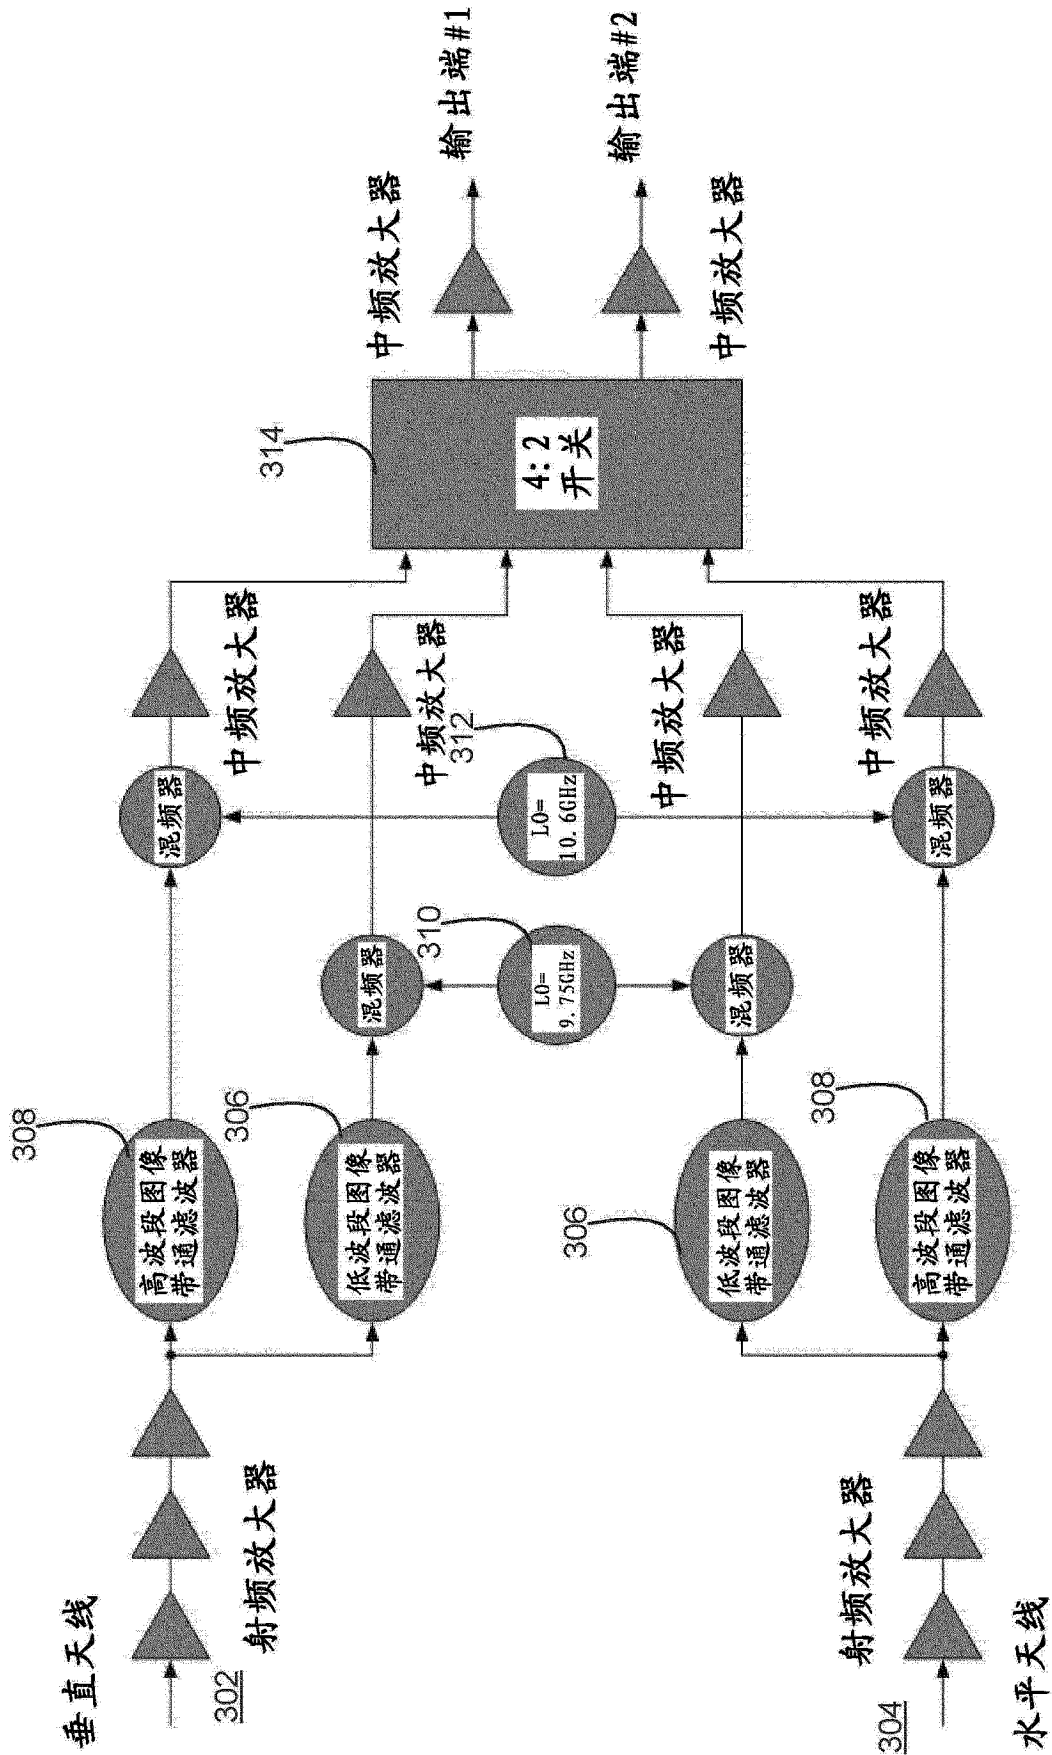 垂直天线
302
射频放大器
308
高波段图像
带通滤波器
306
低波段图像
带通滤波器
混频器
中频放大器
混频器
中频放大器
310
LO=
9.75GHz
312
LO=
10.6GHz
314
4:2
开关
中频放大器
输出端#1
输出端#2
中频放大器
306
低波段图像
带通滤波器
混频器
中频放大器
308
高波段图像
带通滤波器
混频器
中频放大器
射频放大器
304
水平天线